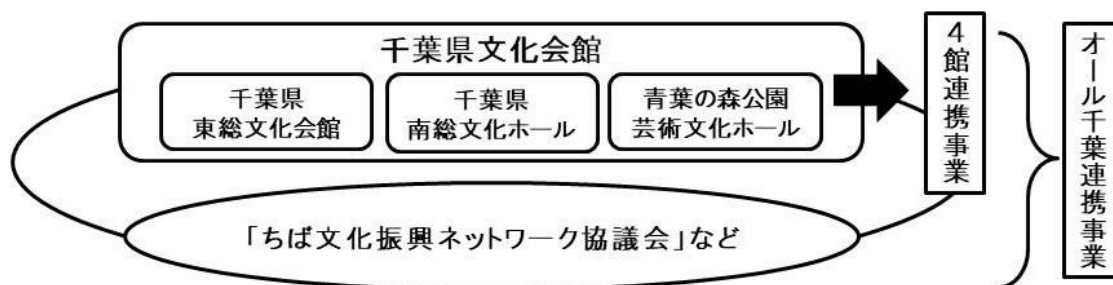 千葉県文化会館
千葉県
東総文化会館
千葉県
南総文化ホール
青葉の森公園
芸術文化ホール
４館連携事業
オール千葉連携事業
「ちば文化振興ネットワーク協議会」など